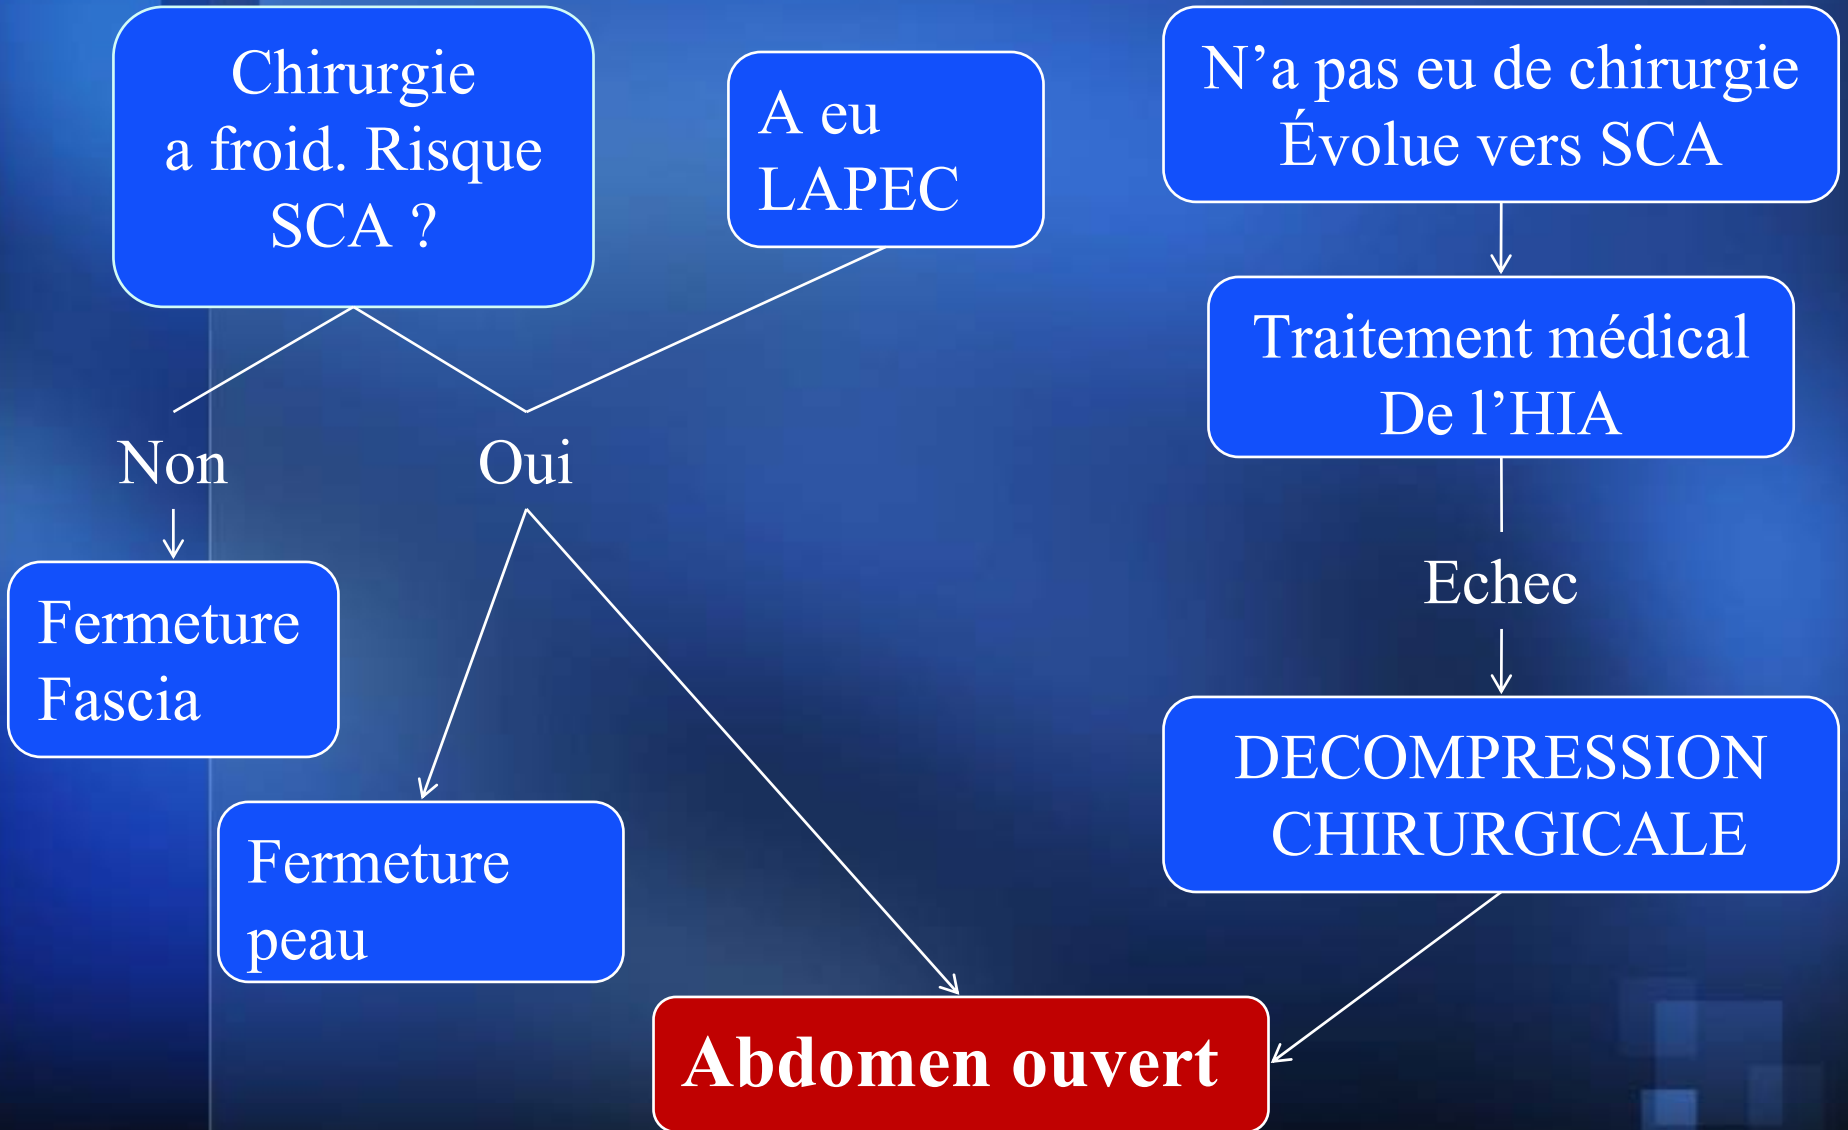 Chirurgie
a froid. Risque
SCA ?
A eu
LAPEC
N’a pas eu de chirurgie
Évolue vers SCA
Traitement médical
De l’HIA
Non
Oui
Echec
Fermeture
Fascia
DECOMPRESSION
CHIRURGICALE
Fermeture
peau
Abdomen ouvert